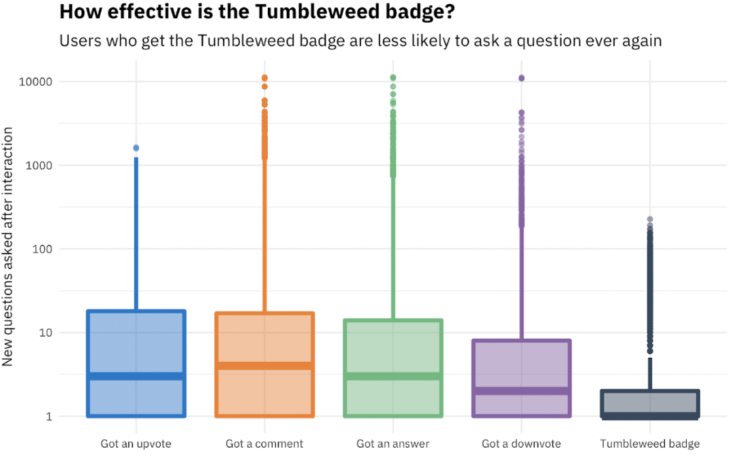 How effective is the Tumbleweed badge?
Users who get the Tumbleweed badge are less likely to ask a question ever again
New questions asked after interaction
10000
1000
100
10
1
Got an upvote
Got a comment
Got an answer
Got a downvote
Tumbleweed badge